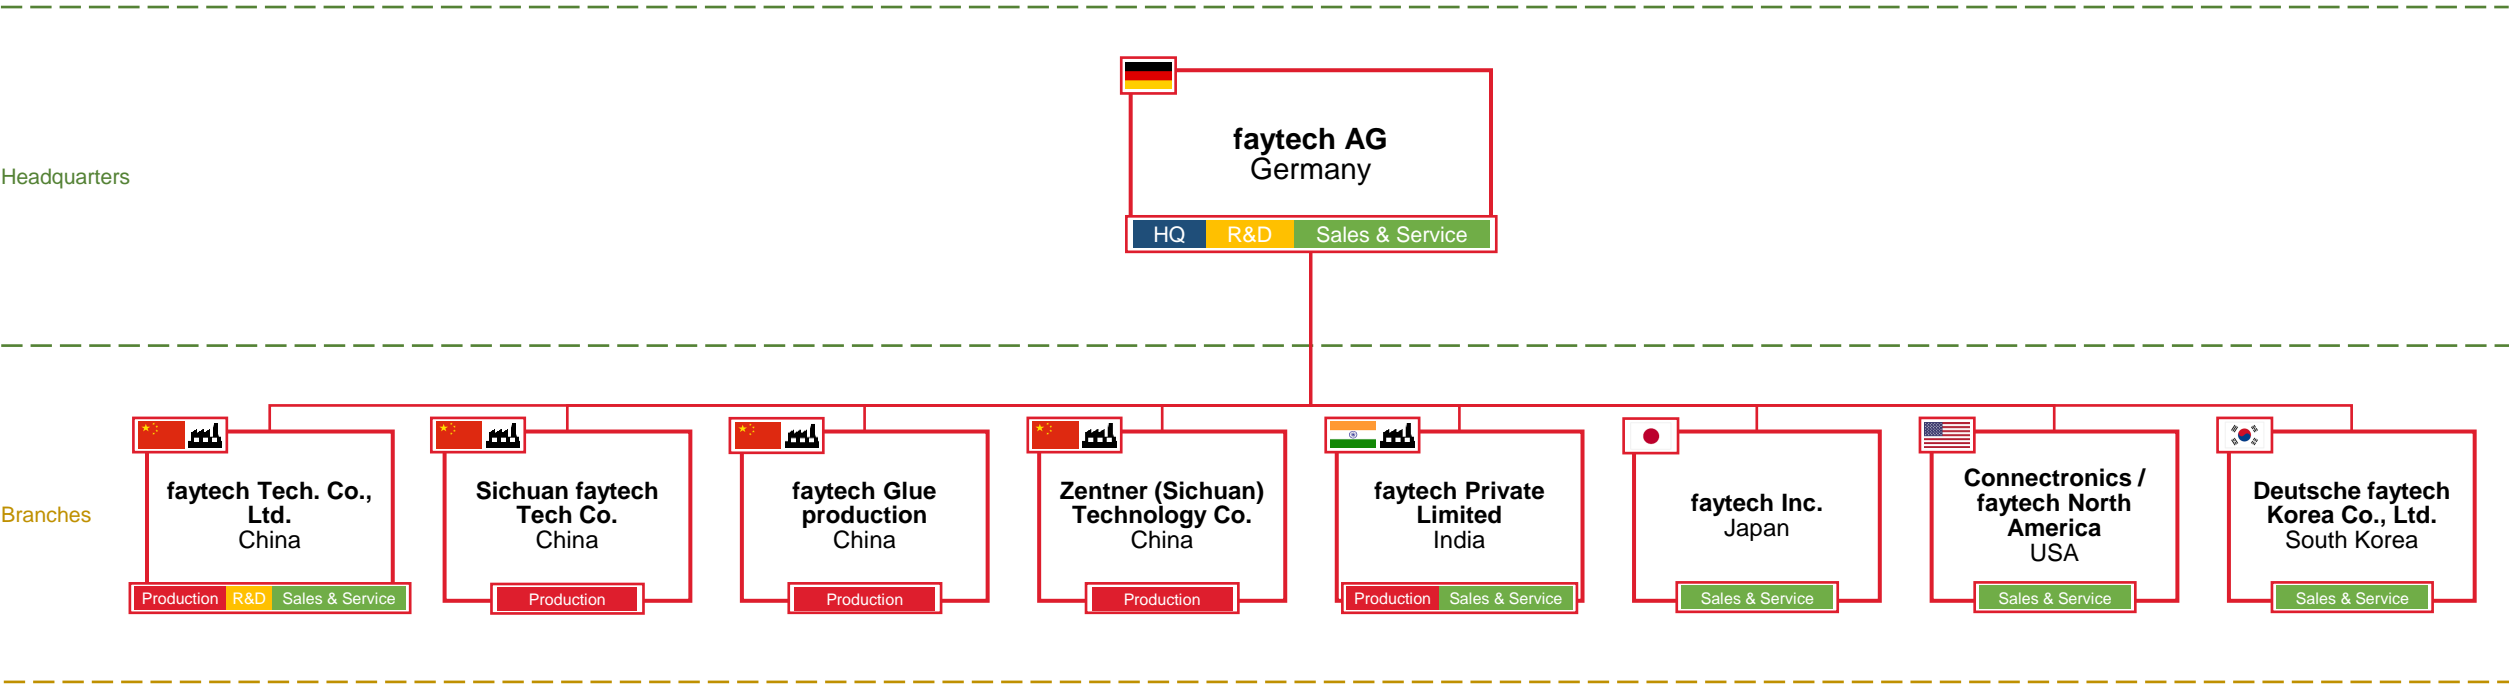 faytech AG
Germany
Headquarters
HQ R&D Sales & Service
faytech Tech. Co.,
Ltd.
China
Production R&D Sales & Service
Sichuan faytech
Tech Co.
China
Production
faytech Glue
production
China
Production
Zentner (Sichuan)
Technology Co.
China
Production
faytech Private
Limited
India
Production Sales & Service
faytech Inc.
Japan
Sales & Service
Connectronics /
faytech North
America
USA
Sales & Service
Deutsche faytech
Korea Co., Ltd.
South Korea
Sales & Service
Branches